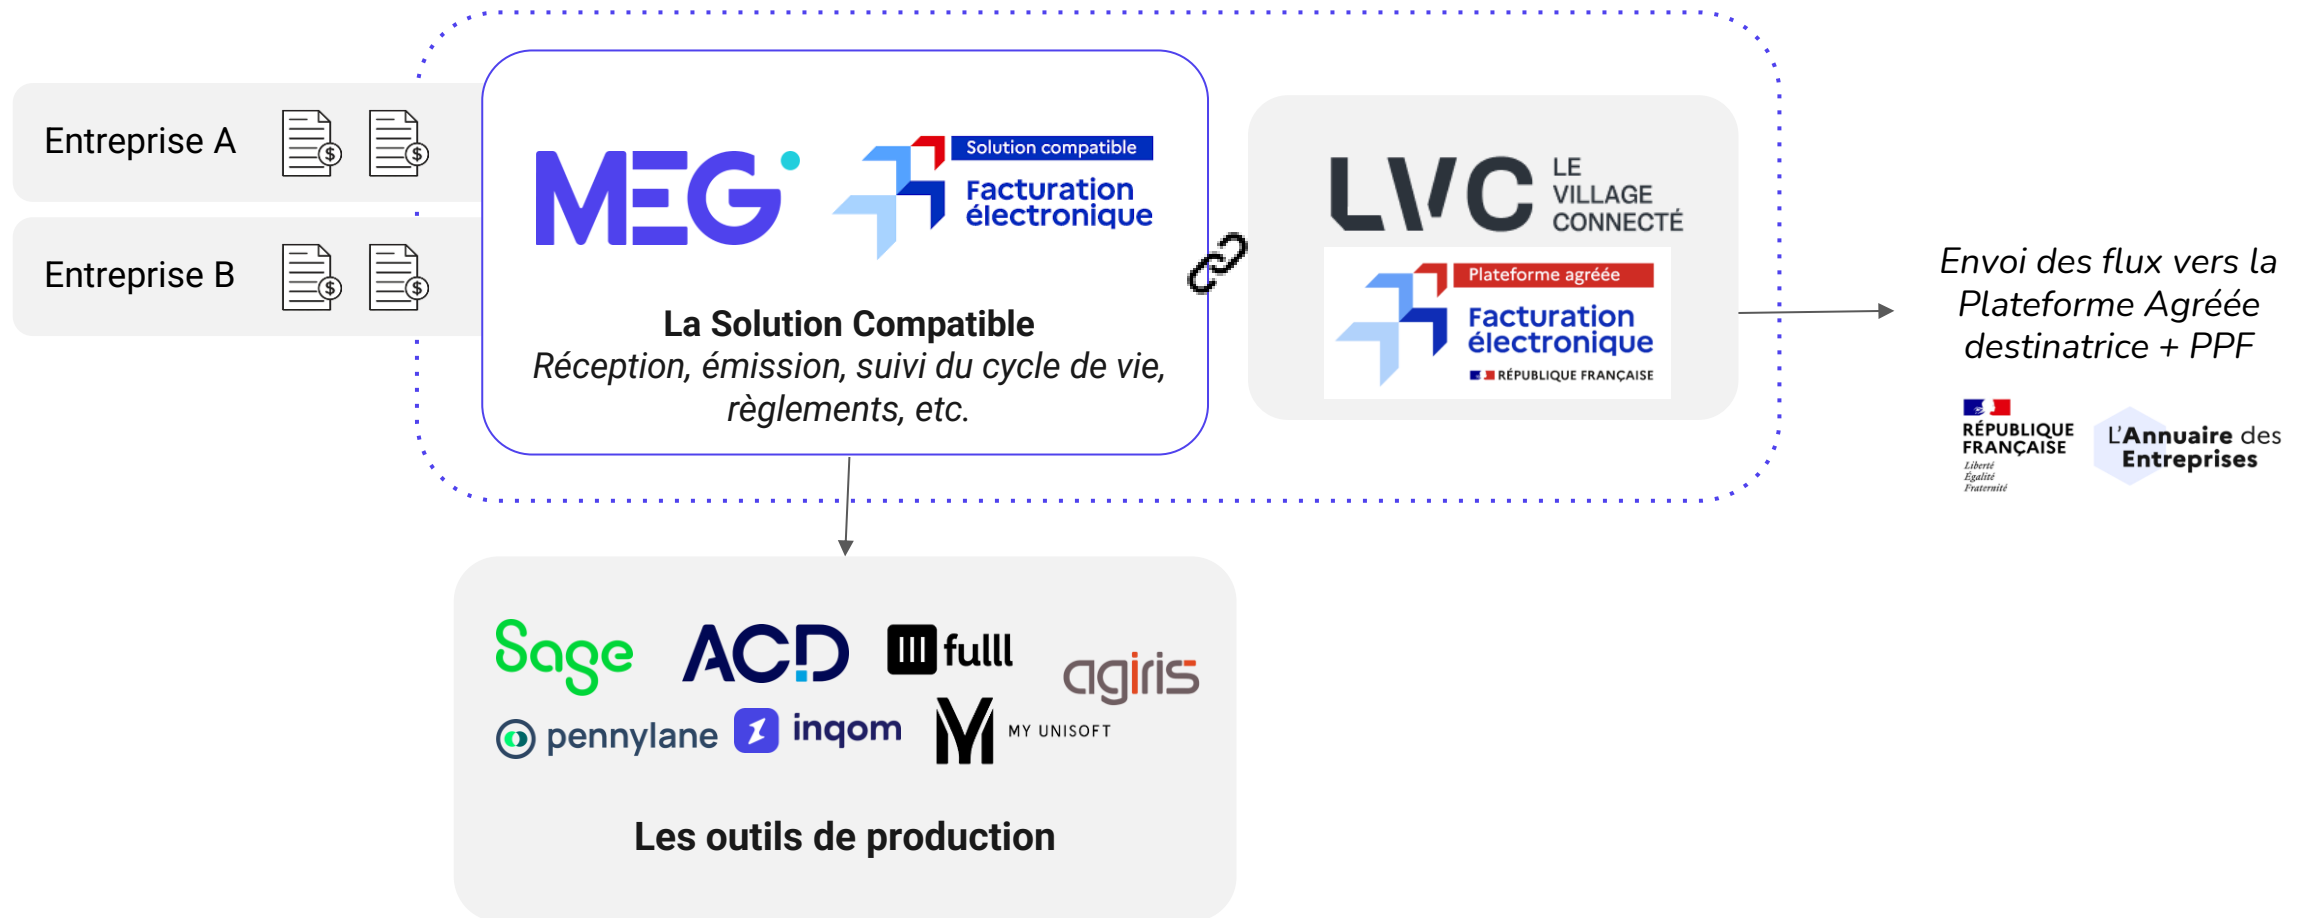 Entreprise A
Entreprise B
MEG
Solution compatible
Facturation
électronique
La Solution Compatible
Réception, émission, suivi du cycle de vie,
règlements, etc.
LVC
LE
VILLAGE
CONNECTÉ
Plateforme agréée
Facturation
électronique
RÉPUBLIQUE FRANÇAISE
Envoi des flux vers la
Plateforme Agréée
destinatrice + PPF
RÉPUBLIQUE
FRANÇAISE
Liberté
Égalité
Fraternité
L'Annuaire des
Entreprises
Sage
ACD
fulll
agiris
pennylane
inqom
MY UNISOFT
Les outils de production